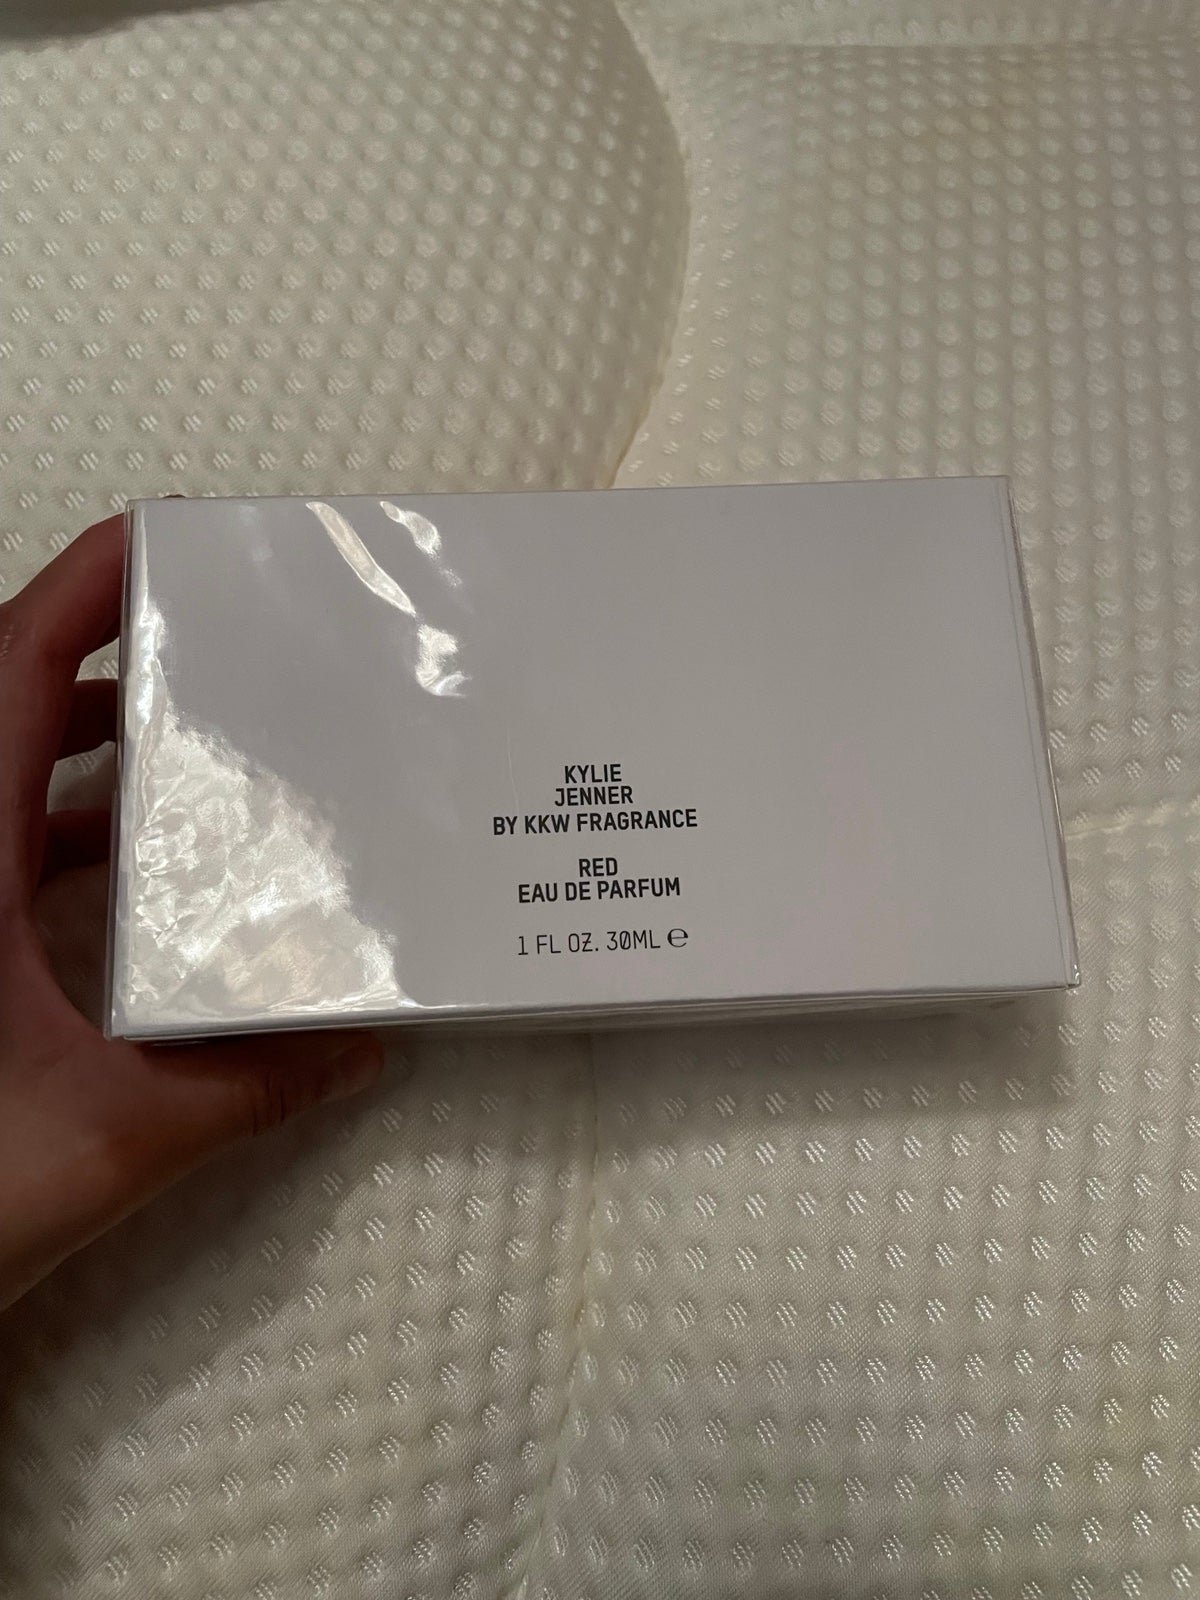 KYLIE
JENNER
BY KKW FRAGRANCE
RED
EAU DE PARFUM
1 FL OZ. 30ML ℮